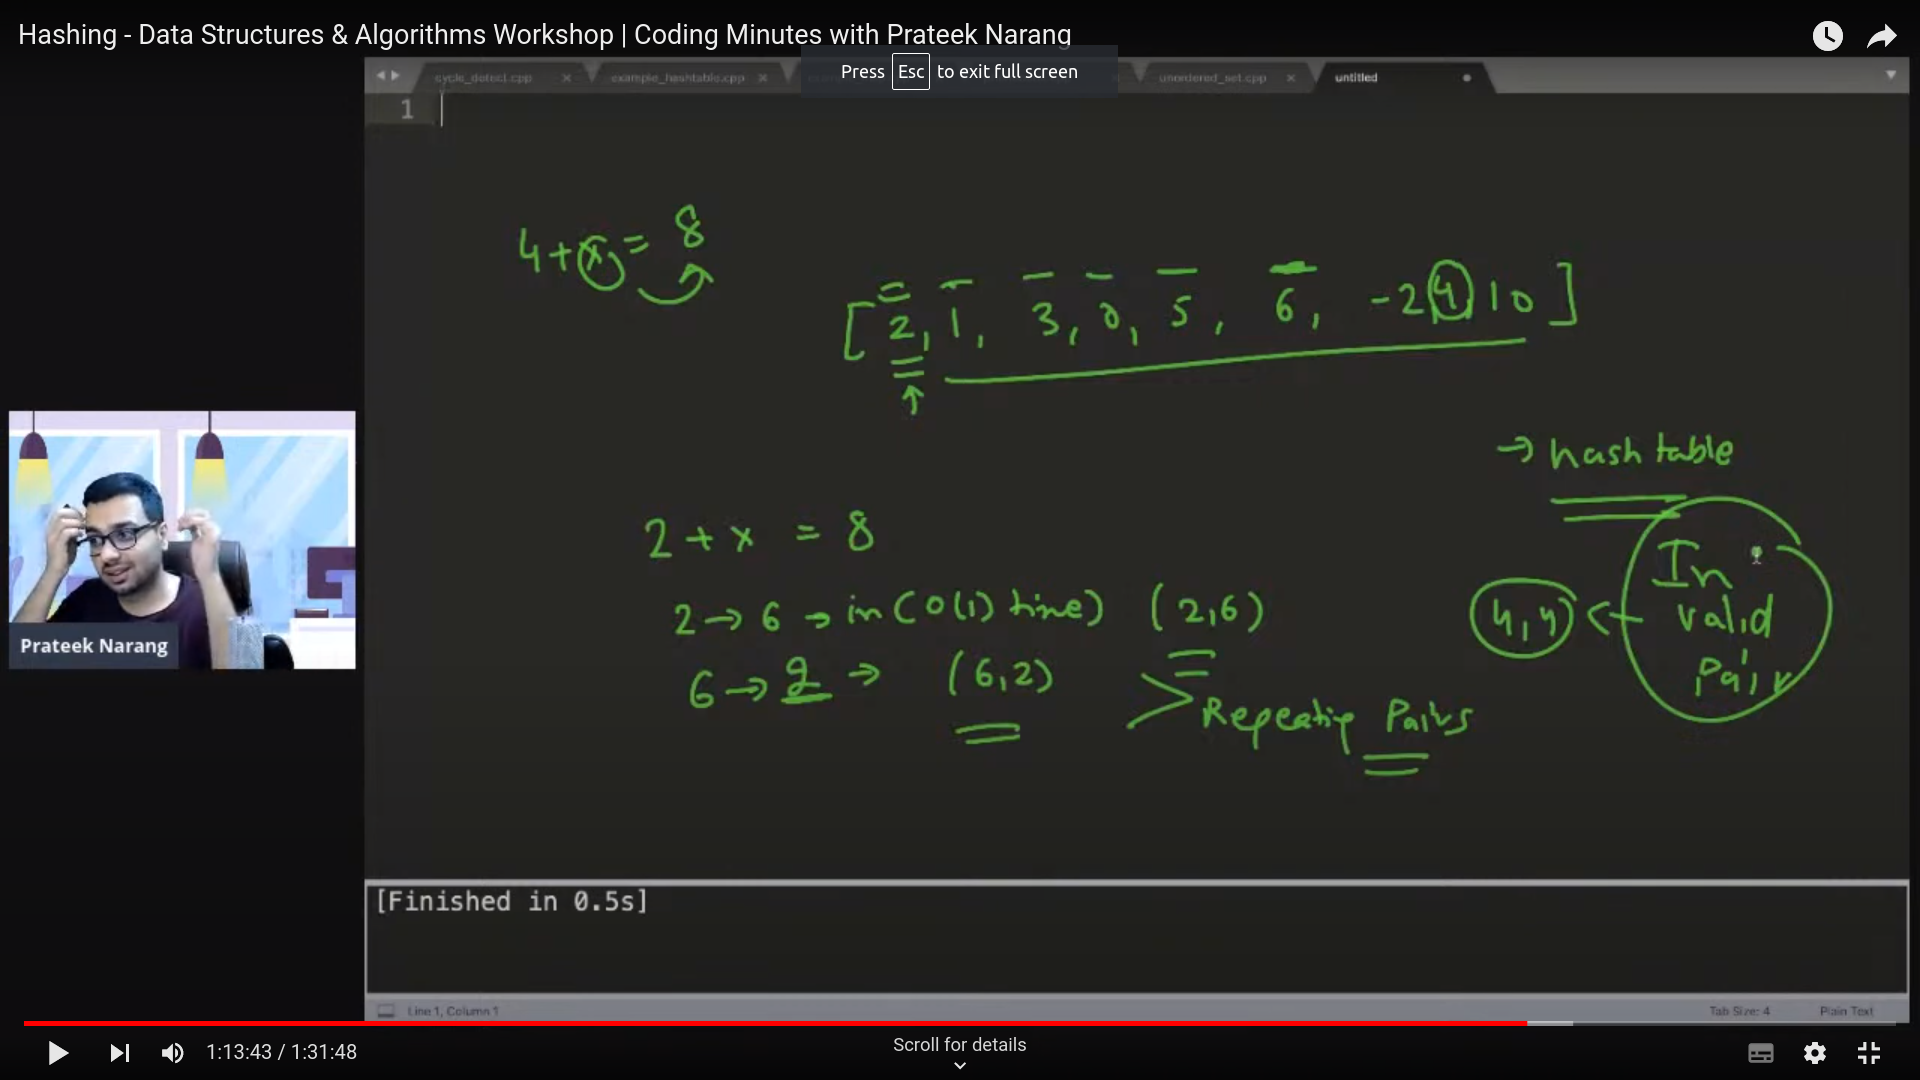 Hashing - Data Structures & Algorithms Workshop | Coding Minutes with Prateek Narang
Press Esc to exit full screen
cycle_detect.cpp
example_hashtable.cpp
unordered_set.cpp
untitled
1
4+x = 8
[2, 1, 3, 0, 5, 6, -2 4, 10]
→ hash table
2 + x = 8
In
valid
Pair
2 → 6 → in (O(1) time) (2,6)
4,4 ←
6 → 2 → (6,2)
> Repeating Pairs
Prateek Narang
[Finished in 0.5s]
Line 1, Column 1
Tab Size: 4
Plain Text
1:13:43 / 1:31:48
Scroll for details